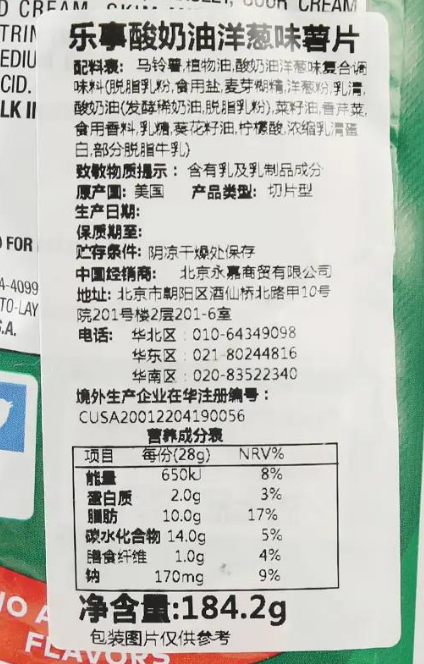 D CREAM
SOUR CREAM
TRIN
EDIU
CID.
LK II
FOR
4-4099
TO-LAY
.A.
乐事酸奶油洋葱味薯片
配料表: 马铃薯,植物油,酸奶油洋葱味复合调
味料(脱脂乳粉,食用盐,麦芽糊精,洋葱粉,乳清,
酸奶油(发酵稀奶油,脱脂乳粉),菜籽油,香芹菜,
食用香料,乳糖,葵花籽油,柠檬酸,浓缩乳清蛋
白,部分脱脂牛乳)
致敏物质提示: 含有乳及乳制品成分
原产国: 美国 产品类型: 切片型
生产日期:
保质期至:
贮存条件: 阴凉干燥处保存
中国经销商: 北京永嘉商贸有限公司
地址: 北京市朝阳区酒仙桥北路甲10号
院201号楼2层201-6室
电话: 华北区: 010-64349098
华东区: 021-80244816
华南区: 020-83522340
境外生产企业在华注册编号:
CUSA20012204190056
营养成分表
项目 每份(28g) NRV%
能量 650kJ 8%
蛋白质 2.0g 3%
脂肪 10.0g 17%
碳水化合物 14.0g 5%
膳食纤维 1.0g 4%
钠 170mg 9%
净含量:184.2g
包装图片仅供参考
NO A
FLAVORS